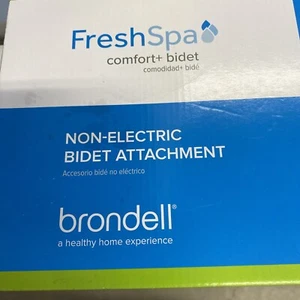 FreshSpa
comfort+ bidet
comodidad+ bidé
NON-ELECTRIC
BIDET ATTACHMENT
Accesorio bidé no eléctrico
brondell®
a healthy home experience